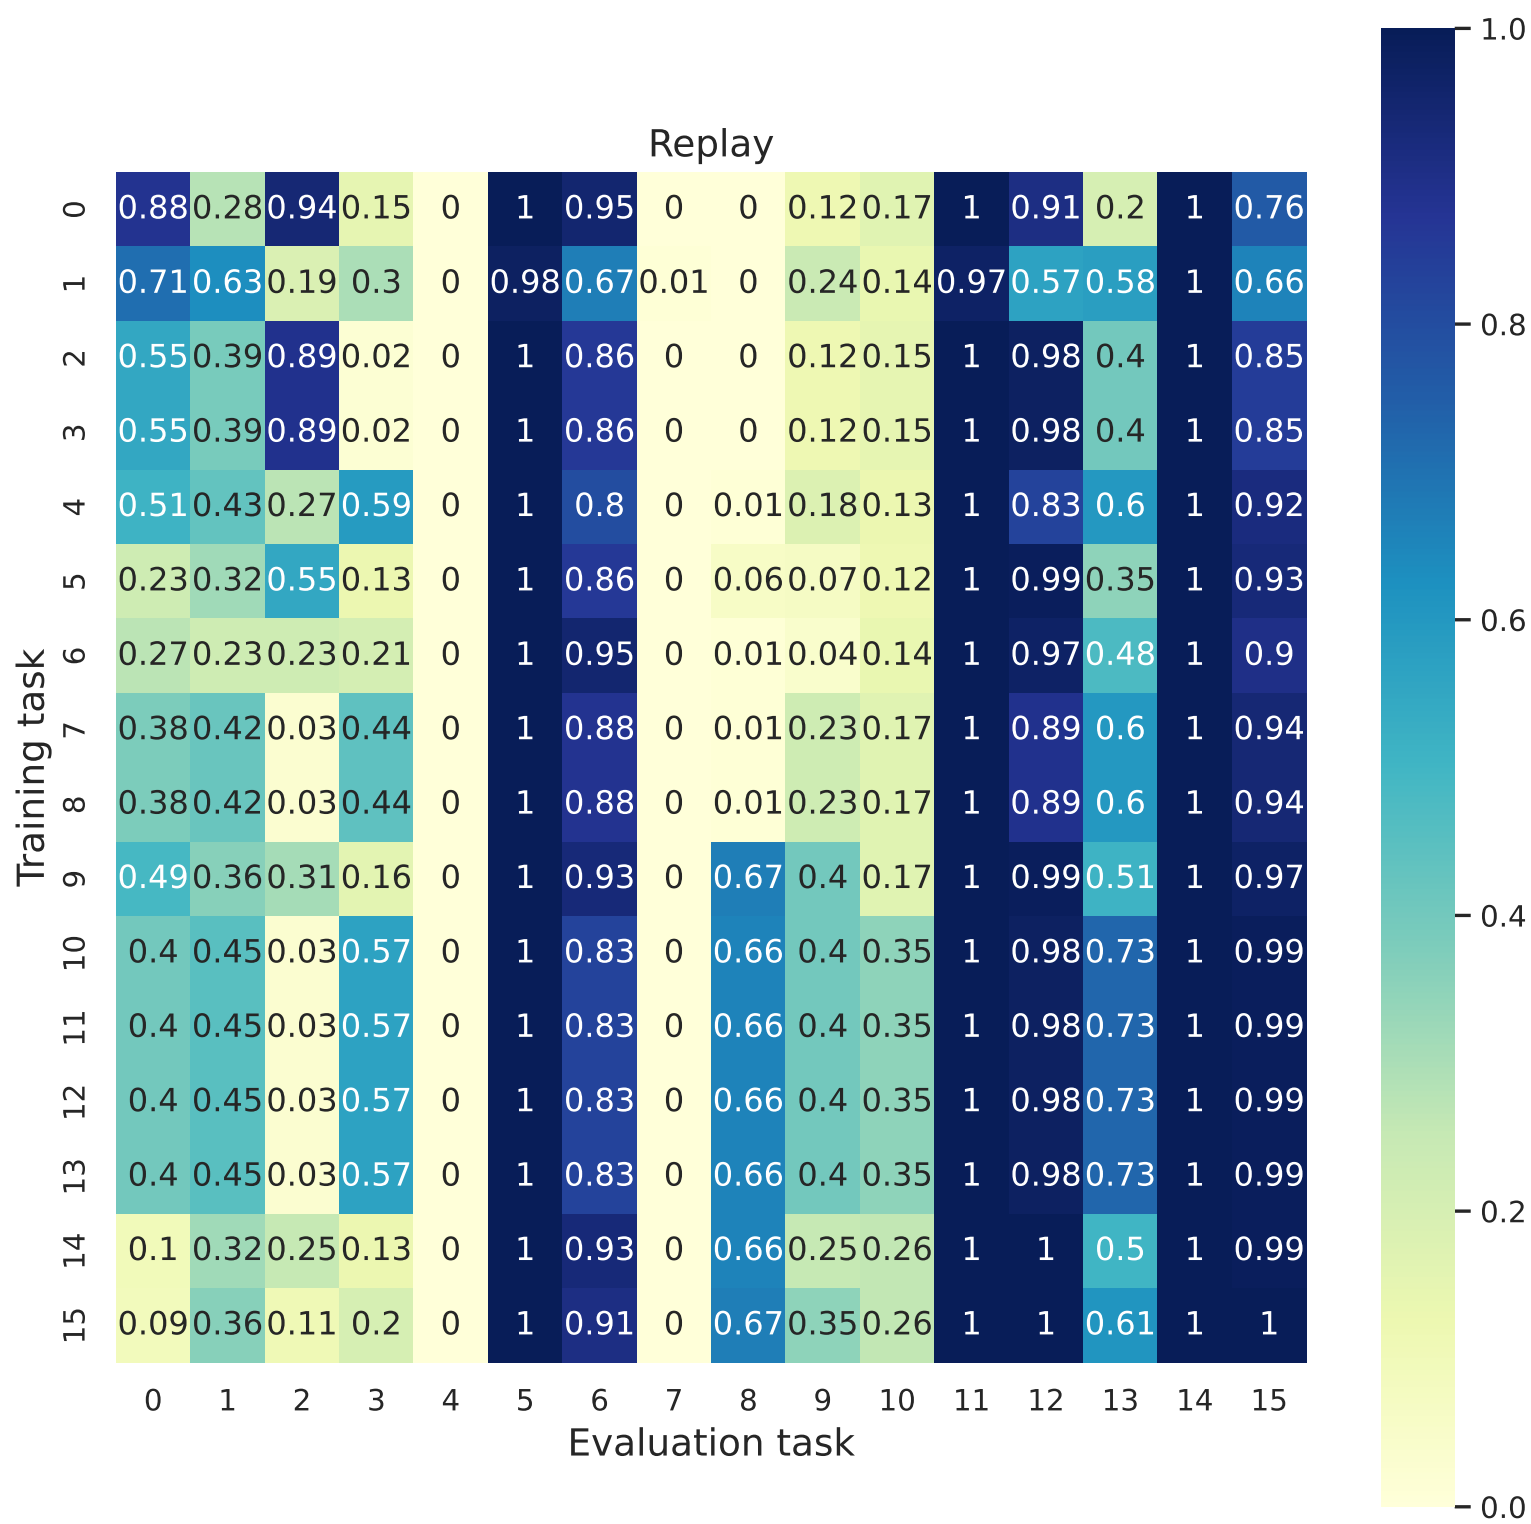 Replay
0 0.88 0.28 0.94 0.15 0 1 0.95 0 0 0.12 0.17 1 0.91 0.2 1 0.76
1 0.71 0.63 0.19 0.3 0 0.98 0.67 0.01 0 0.24 0.14 0.97 0.57 0.58 1 0.66
2 0.55 0.39 0.89 0.02 0 1 0.86 0 0 0.12 0.15 1 0.98 0.4 1 0.85
3 0.55 0.39 0.89 0.02 0 1 0.86 0 0 0.12 0.15 1 0.98 0.4 1 0.85
4 0.51 0.43 0.27 0.59 0 1 0.8 0 0.01 0.18 0.13 1 0.83 0.6 1 0.92
5 0.23 0.32 0.55 0.13 0 1 0.86 0 0.06 0.07 0.12 1 0.99 0.35 1 0.93
6 0.27 0.23 0.23 0.21 0 1 0.95 0 0.01 0.04 0.14 1 0.97 0.48 1 0.9
7 0.38 0.42 0.03 0.44 0 1 0.88 0 0.01 0.23 0.17 1 0.89 0.6 1 0.94
8 0.38 0.42 0.03 0.44 0 1 0.88 0 0.01 0.23 0.17 1 0.89 0.6 1 0.94
9 0.49 0.36 0.31 0.16 0 1 0.93 0 0.67 0.4 0.17 1 0.99 0.51 1 0.97
10 0.4 0.45 0.03 0.57 0 1 0.83 0 0.66 0.4 0.35 1 0.98 0.73 1 0.99
11 0.4 0.45 0.03 0.57 0 1 0.83 0 0.66 0.4 0.35 1 0.98 0.73 1 0.99
12 0.4 0.45 0.03 0.57 0 1 0.83 0 0.66 0.4 0.35 1 0.98 0.73 1 0.99
13 0.4 0.45 0.03 0.57 0 1 0.83 0 0.66 0.4 0.35 1 0.98 0.73 1 0.99
14 0.1 0.32 0.25 0.13 0 1 0.93 0 0.66 0.25 0.26 1 1 0.5 1 0.99
15 0.09 0.36 0.11 0.2 0 1 0.91 0 0.67 0.35 0.26 1 1 0.61 1 1
0 1 2 3 4 5 6 7 8 9 10 11 12 13 14 15
Evaluation task
Training task
1.0
0.8
0.6
0.4
0.2
0.0